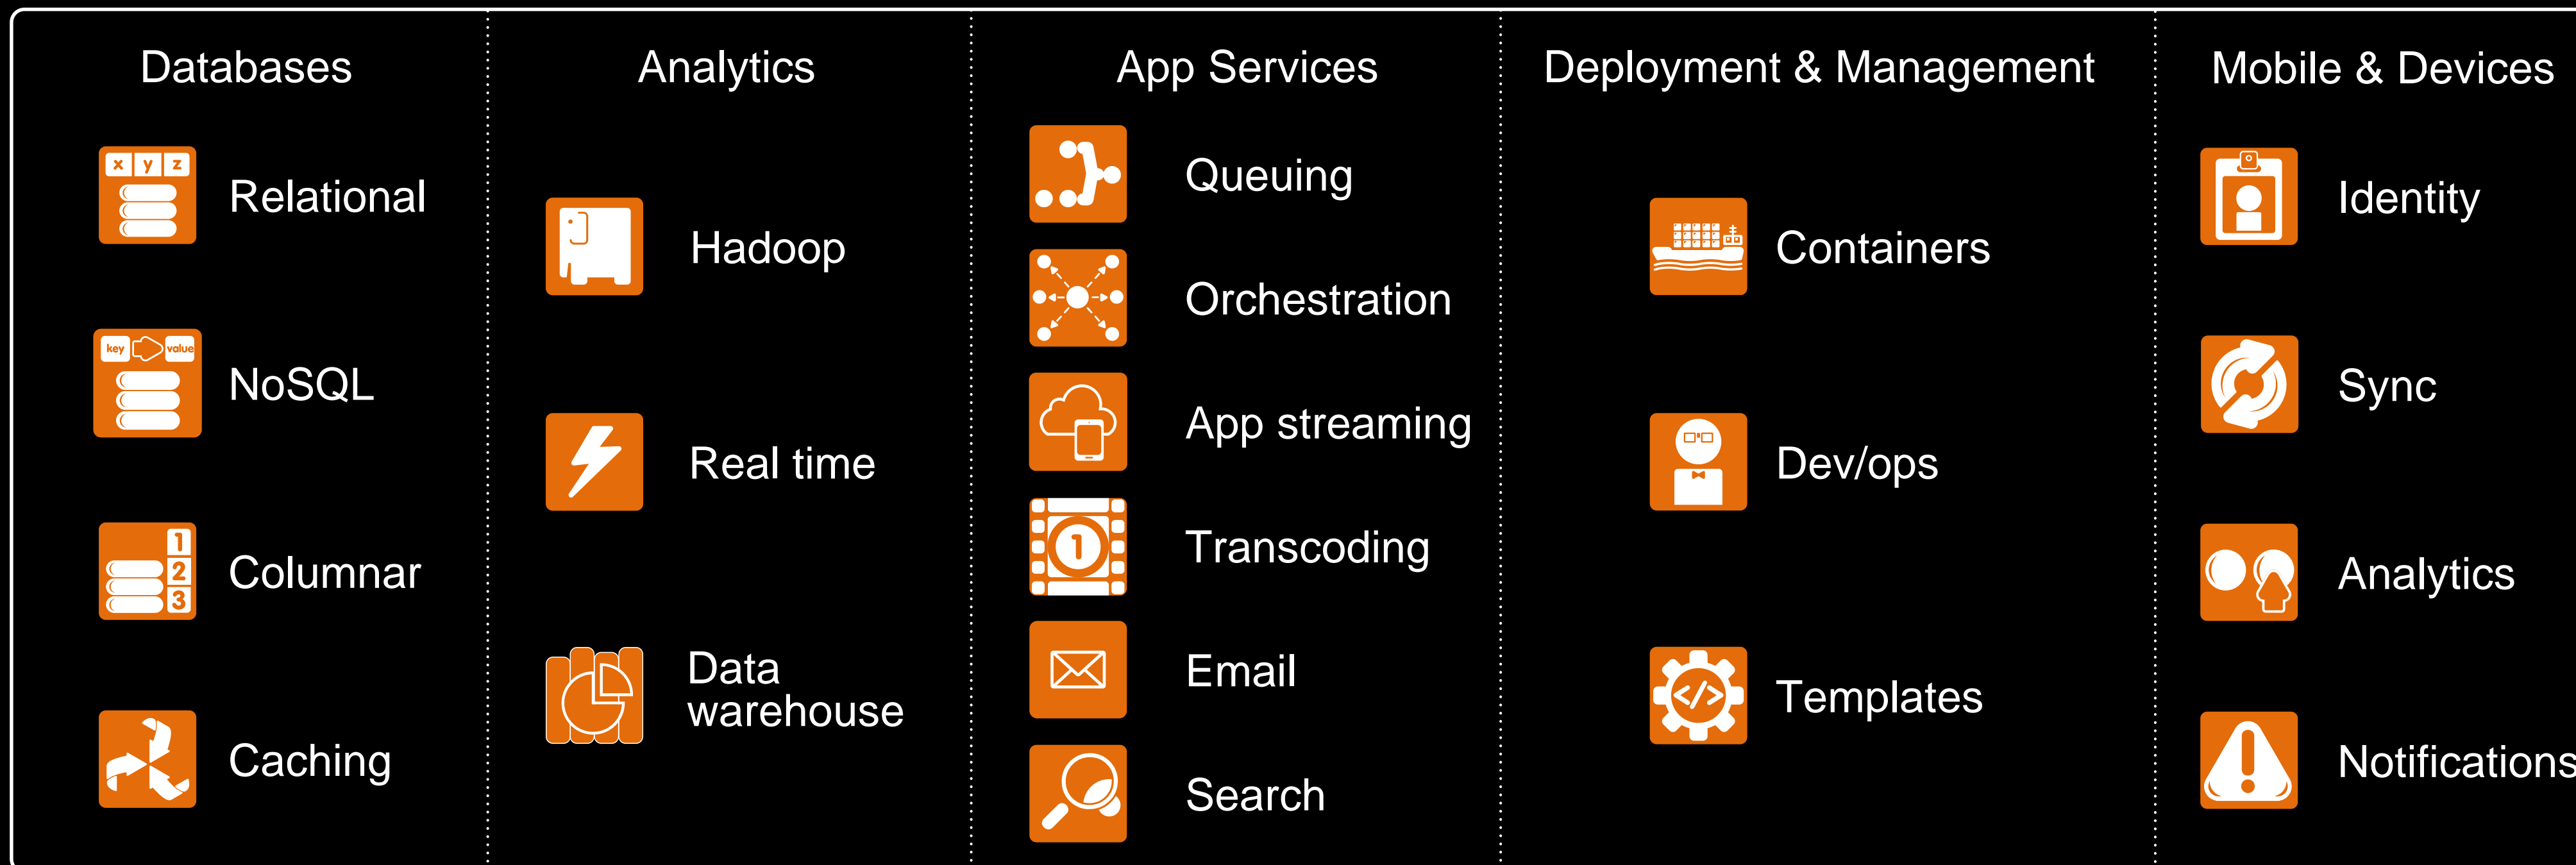 Databases
x y z
Relational
key value
NoSQL
1
2
3
Columnar
Caching
Analytics
Hadoop
Real time
Data
warehouse
App Services
Queuing
Orchestration
App streaming
1
Transcoding
Email
Search
Deployment & Management
Containers
Dev/ops
</>
Templates
Mobile & Devices
Identity
Sync
Analytics
Notifications